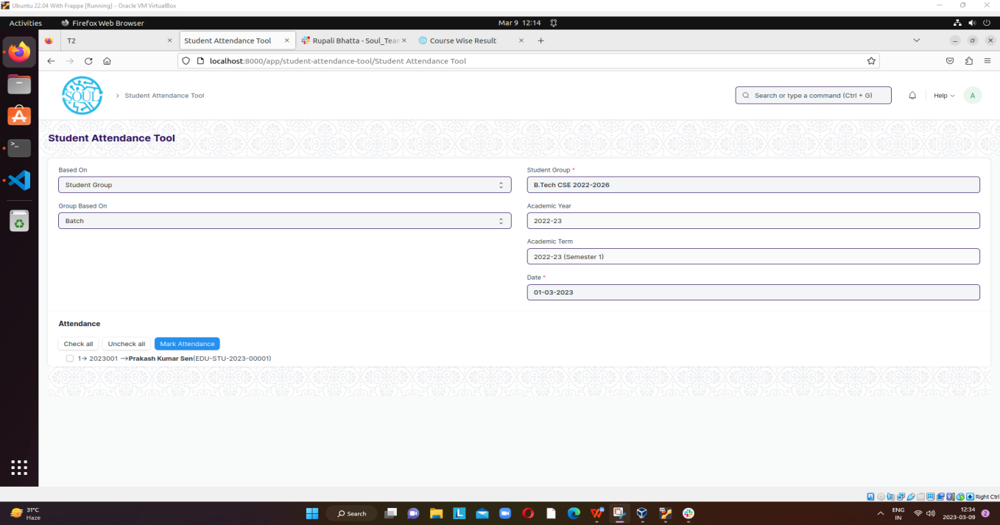 Ubuntu 22.04 With Frappe [Running] - Oracle VM VirtualBox
Activities Firefox Web Browser Mar 9 12:14
T2 Student Attendance Tool Rupali Bhatta - Soul_Team Course Wise Result
localhost:8000/app/student-attendance-tool/Student Attendance Tool
SOUL > Student Attendance Tool Search or type a command (Ctrl + G) Help A
Student Attendance Tool
Based On
Student Group
Group Based On
Batch
Student Group *
B.Tech CSE 2022-2026
Academic Year
2022-23
Academic Term
2022-23 (Semester 1)
Date *
01-03-2023
Attendance
Check all Uncheck all Mark Attendance
1→ 2023001 →Prakash Kumar Sen(EDU-STU-2023-00001)
Right Ctrl
31°C
Haze
Search
ENG
IN
12:34
2023-03-09
2